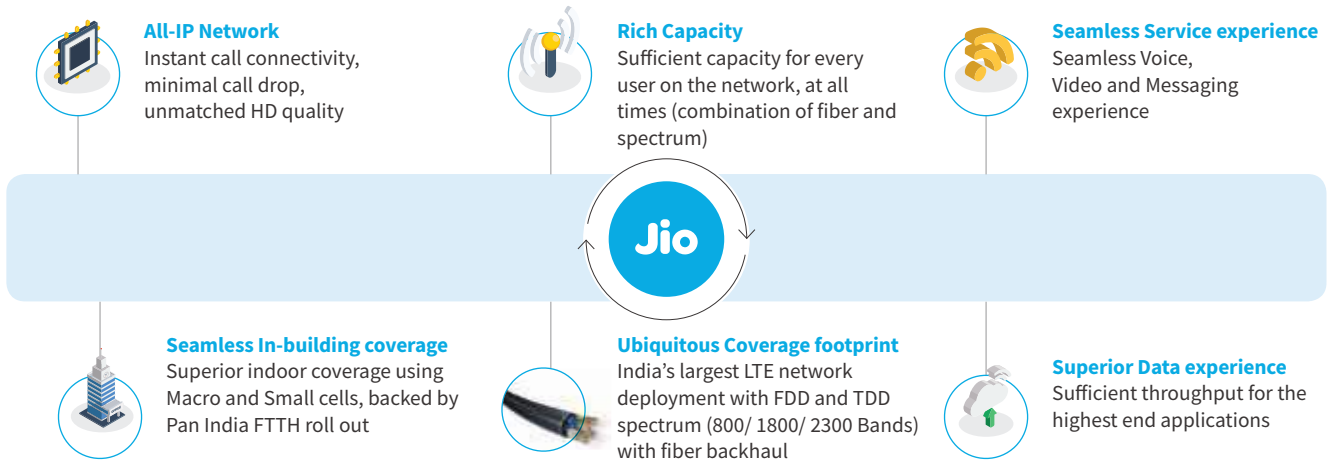 All-IP Network
Instant call connectivity,
minimal call drop,
unmatched HD quality
Rich Capacity
Sufficient capacity for every
user on the network, at all
times (combination of fiber and
spectrum)
Seamless Service experience
Seamless Voice,
Video and Messaging
experience
Jio
Seamless In-building coverage
Superior indoor coverage using
Macro and Small cells, backed by
Pan India FTTH roll out
Ubiquitous Coverage footprint
India’s largest LTE network
deployment with FDD and TDD
spectrum (800/ 1800/ 2300 Bands)
with fiber backhaul
Superior Data experience
Sufficient throughput for the
highest end applications